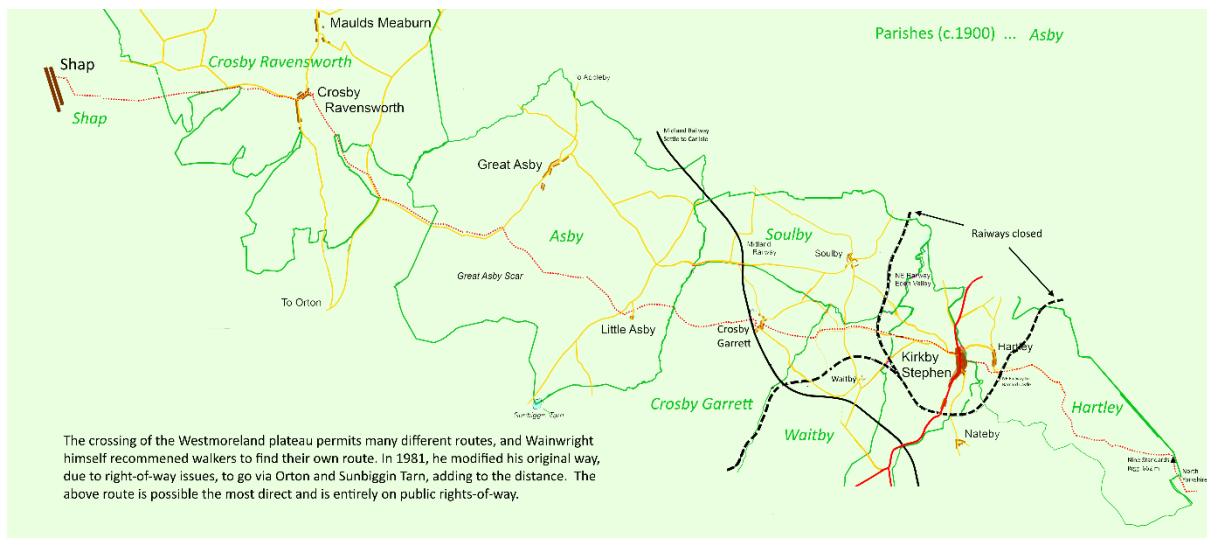 Maulds Meaburn
Parishes (c.1900) ... Asby
Shap
Crosby Ravensworth
to Appleby
Crosby
Ravensworth
Shap
Midland Railway
Settle to Carlisle
Great Asby
Asby
Soulby
Raiways closed
Midland
Railway
Soulby
Great Asby Scar
NE Railway
Eden Valley
To Orton
Little Asby
Crosby
Garrett
Hartley
Kirkby
Stephen
Waitby
NE Railway to
Crosby Garrett
Hartley
Sunbiggin Tarn
Waitby
Nateby
The crossing of the Westmoreland plateau permits many different routes, and Wainwright
himself recommened walkers to find their own route. In 1981, he modified his original way,
due to right-of-way issues, to go via Orton and Sunbiggin Tarn, adding to the distance. The
above route is possible the most direct and is entirely on public rights-of-way.
Nine Standards
North
Yorkshire